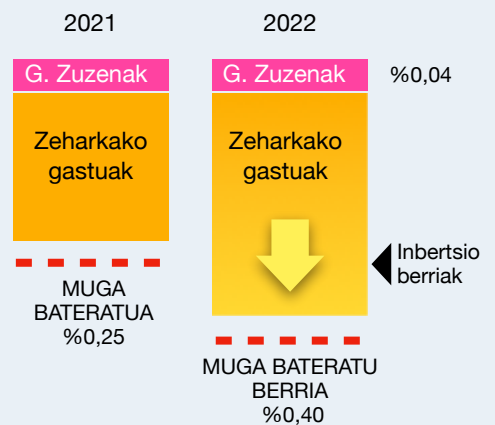 2021
2022
G. Zuzenak
G. Zuzenak
%0,04
Zeharkako
gastuak
Zeharkako
gastuak
Inbertsio
berriak
MUGA
BATERATUA
%0,25
MUGA BATERATU
BERRIA
%0,40